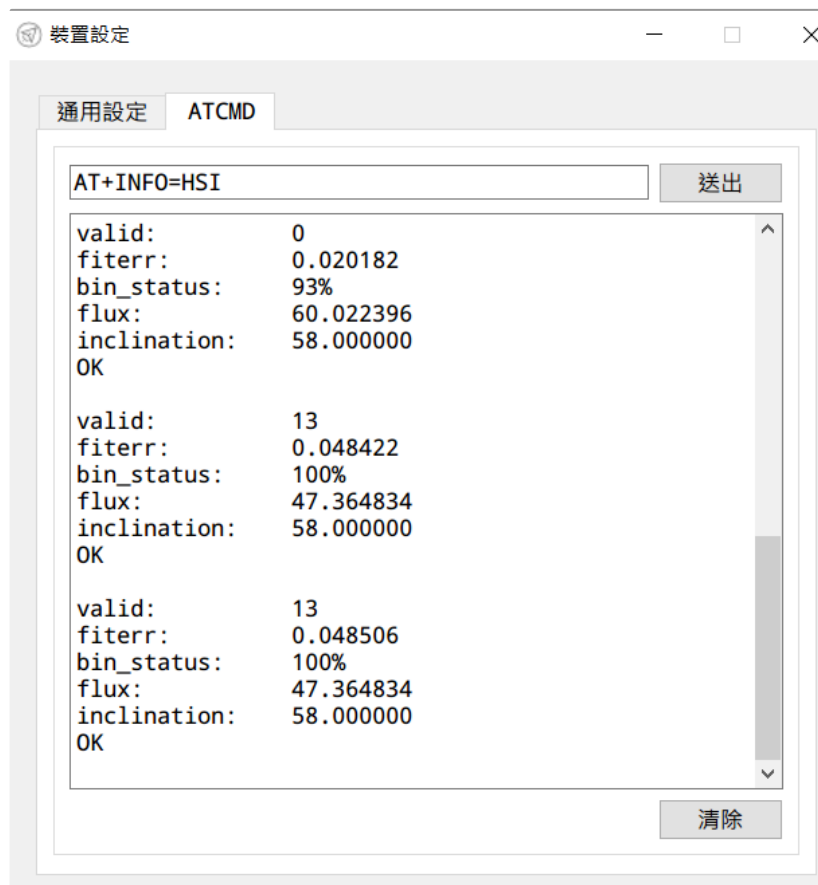 裝置設定
通用設定 ATCMD
AT+INFO=HSI 送出
valid: 0
fiterr: 0.020182
bin_status: 93%
flux: 60.022396
inclination: 58.000000
OK
valid: 13
fiterr: 0.048422
bin_status: 100%
flux: 47.364834
inclination: 58.000000
OK
valid: 13
fiterr: 0.048506
bin_status: 100%
flux: 47.364834
inclination: 58.000000
OK
清除